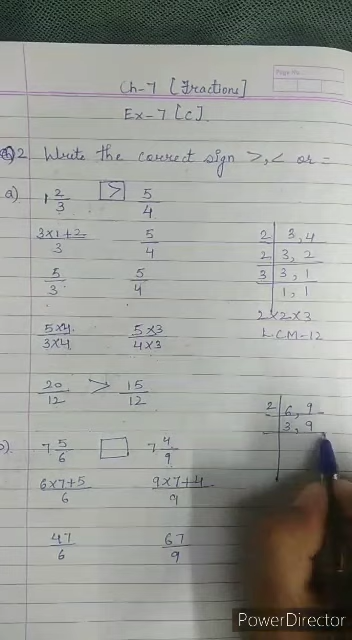 Page No.
Ch-7 [Fractions]
Ex-7 [C].
Q2 Write the correct sign >, < or =
a) 1 2/3 > 5/4
3×1+2/3 5/4
5/3 5/4
5×4/3×4 5×3/4×3
20/12 > 15/12
2 | 3, 4
2 | 3, 2
3 | 3, 1
1, 1
2×2×3
L.C.M-12
b) 7 5/6 □ 7 4/9
6×7+5/6 9×7+4/9
47/6 67/9
2 | 6, 9
3, 9
PowerDirector